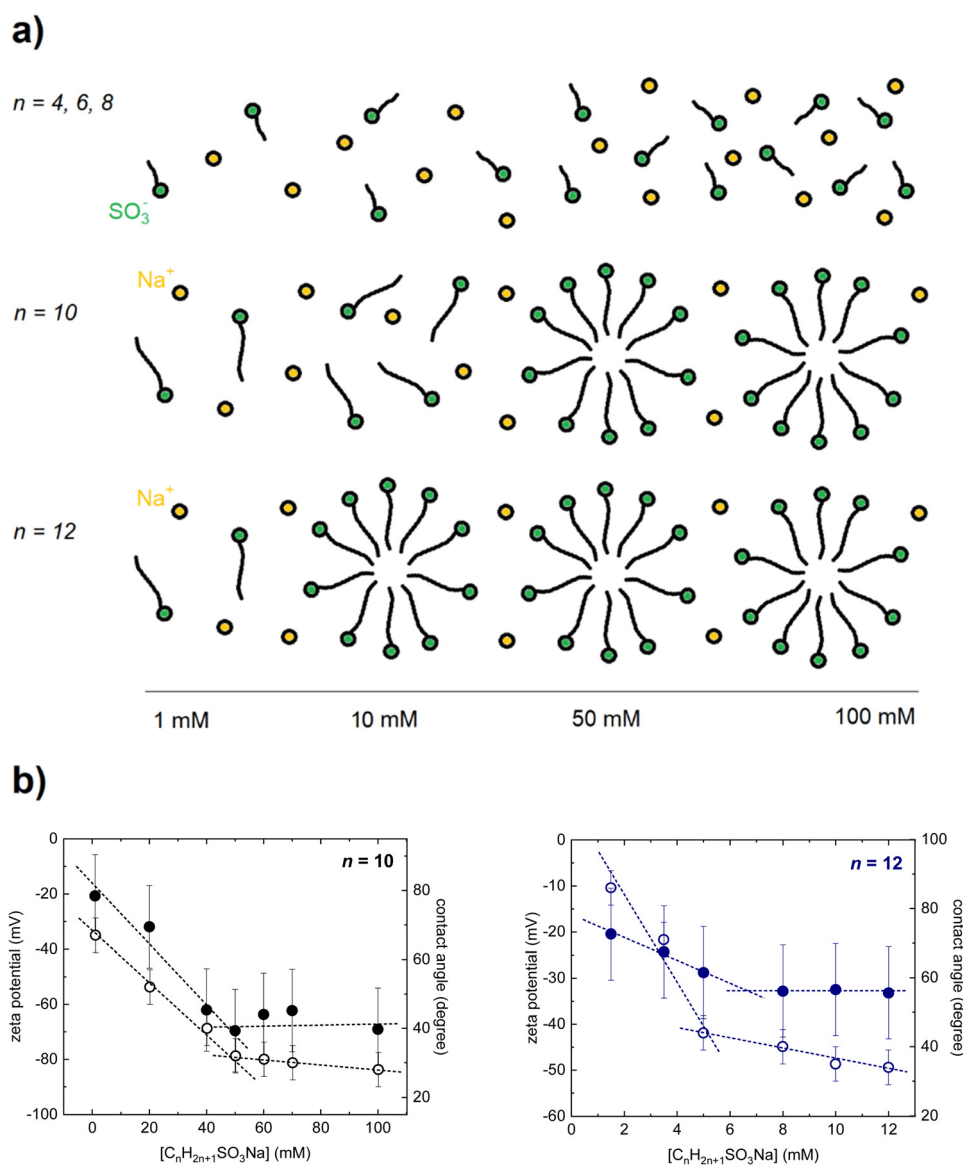 a)
n = 4, 6, 8
SO₃⁻
Na⁺
n = 10
Na⁺
n = 12
1 mM 10 mM 50 mM 100 mM
b)
n = 10
zeta potential (mV)
0
-20
-40
-60
-80
-100
0 20 40 60 80 100
[CₙH₂ₙ₊₁SO₃Na] (mM)
80
60
40
20
contact angle (degree)
n = 12
zeta potential (mV)
0
-10
-20
-30
-40
-50
-60
0 2 4 6 8 10 12
[CₙH₂ₙ₊₁SO₃Na] (mM)
100
80
60
40
20
contact angle (degree)